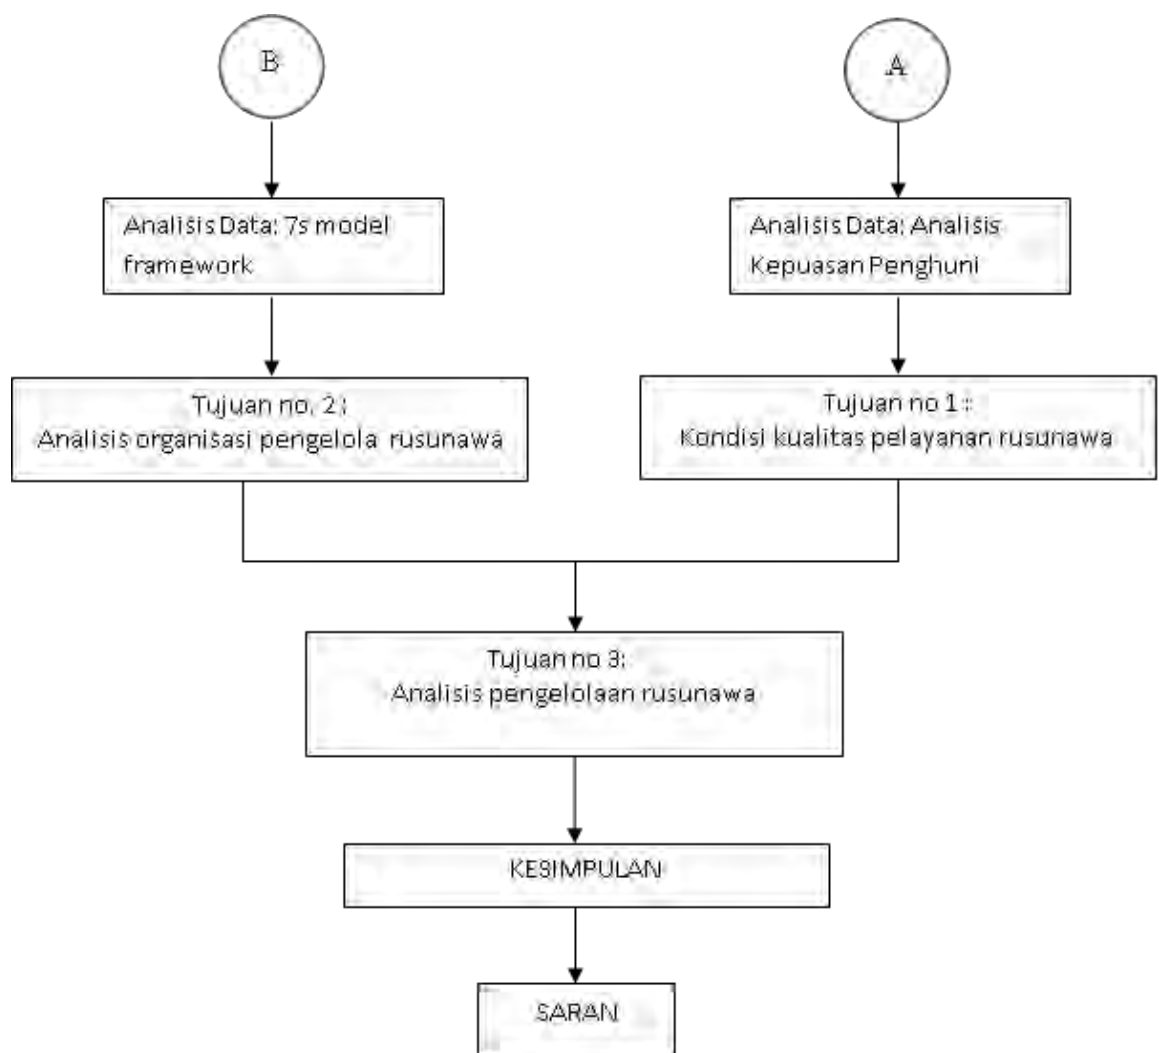 B
A
Analisis Data: 7s model
framework
Analisis Data: Analisis
Kepuasan Penghuni
Tujuan no. 2 :
Analisis organisasi pengelola rusunawa
Tujuan no 1 :
Kondisi kualitas pelayanan rusunawa
Tujuan no 3:
Analisis pengelolaan rusunawa
KESIMPULAN
SARAN